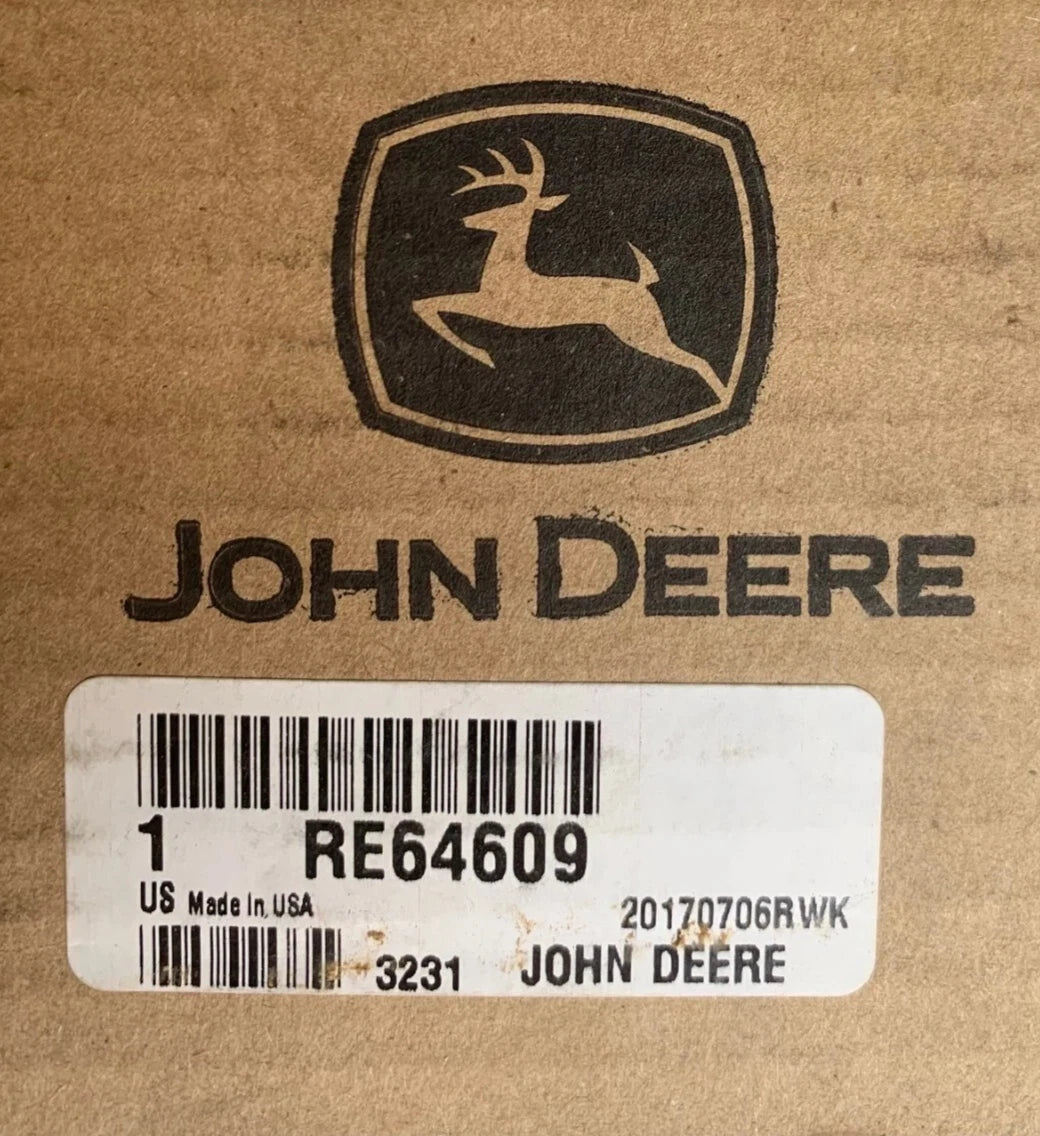 JOHN DEERE
1 RE64609
US Made In USA
20170706RWK
3231 JOHN DEERE